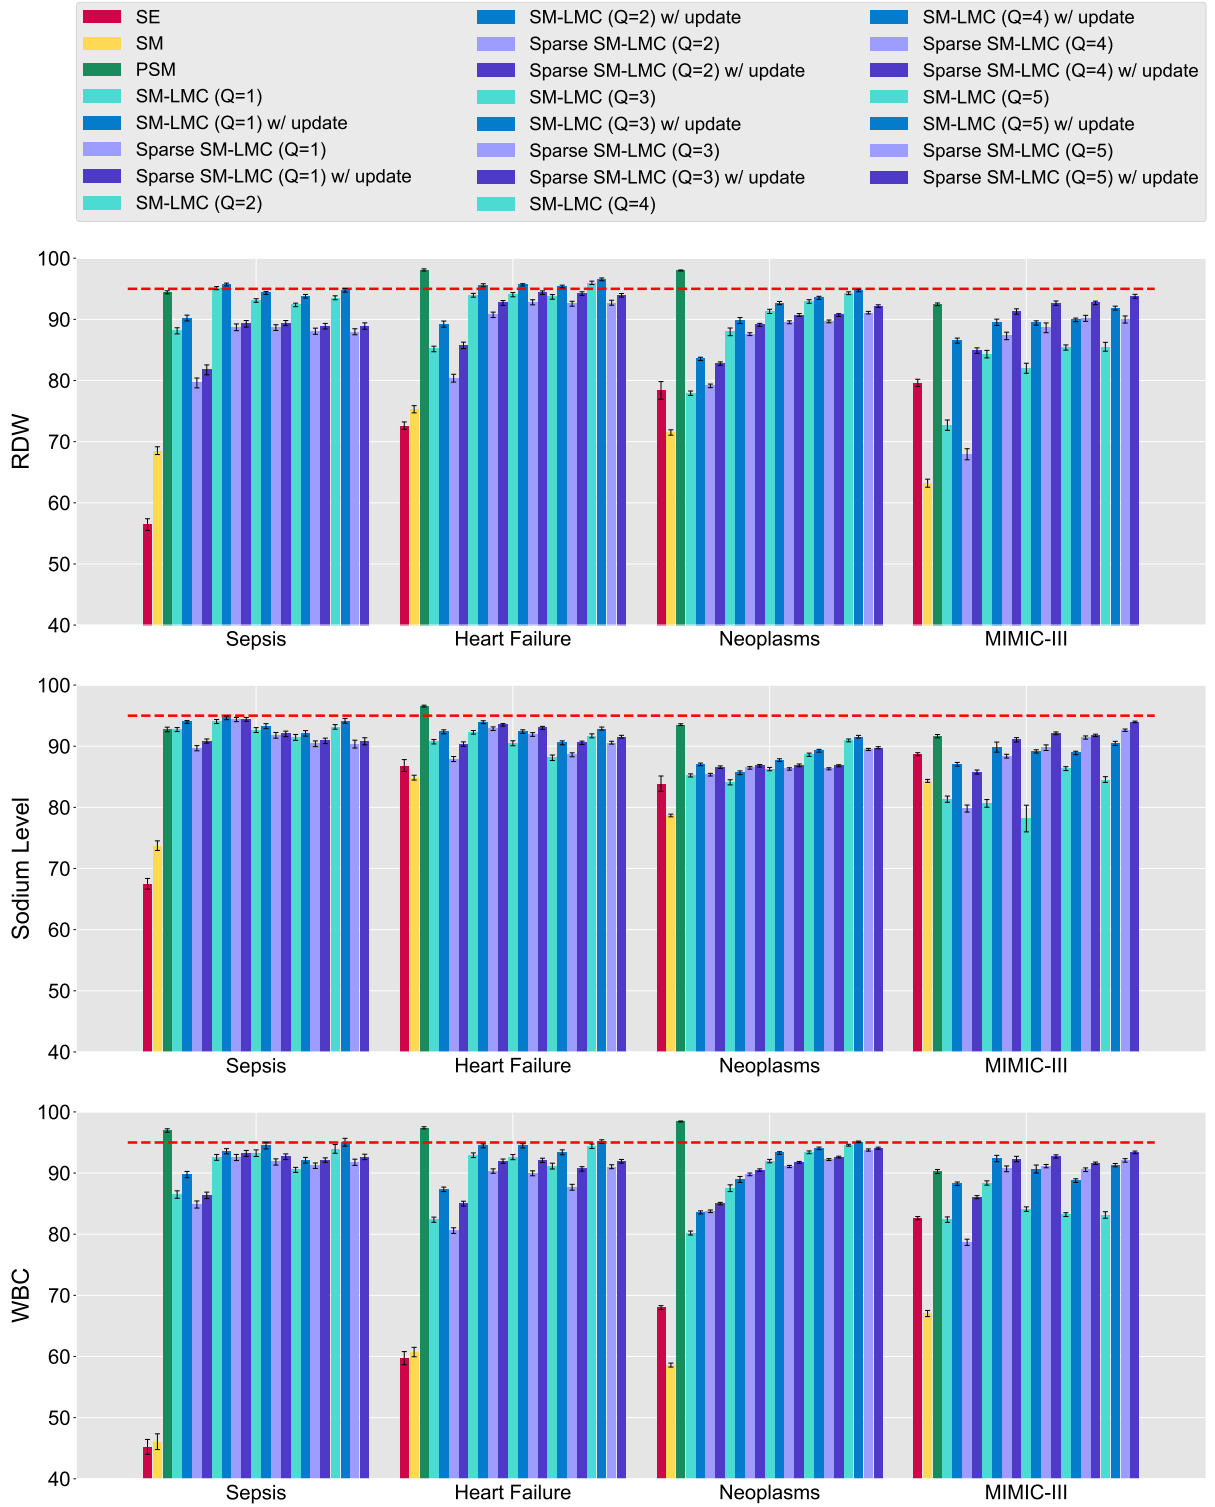 SE
SM
PSM
SM-LMC (Q=1)
SM-LMC (Q=1) w/ update
Sparse SM-LMC (Q=1)
Sparse SM-LMC (Q=1) w/ update
SM-LMC (Q=2)
SM-LMC (Q=2) w/ update
Sparse SM-LMC (Q=2)
Sparse SM-LMC (Q=2) w/ update
SM-LMC (Q=3)
SM-LMC (Q=3) w/ update
Sparse SM-LMC (Q=3)
Sparse SM-LMC (Q=3) w/ update
SM-LMC (Q=4)
SM-LMC (Q=4) w/ update
Sparse SM-LMC (Q=4)
Sparse SM-LMC (Q=4) w/ update
SM-LMC (Q=5)
SM-LMC (Q=5) w/ update
Sparse SM-LMC (Q=5)
Sparse SM-LMC (Q=5) w/ update
RDW
100
90
80
70
60
50
40
Sepsis Heart Failure Neoplasms MIMIC-III
Sodium Level
100
90
80
70
60
50
40
Sepsis Heart Failure Neoplasms MIMIC-III
WBC
100
90
80
70
60
50
40
Sepsis Heart Failure Neoplasms MIMIC-III